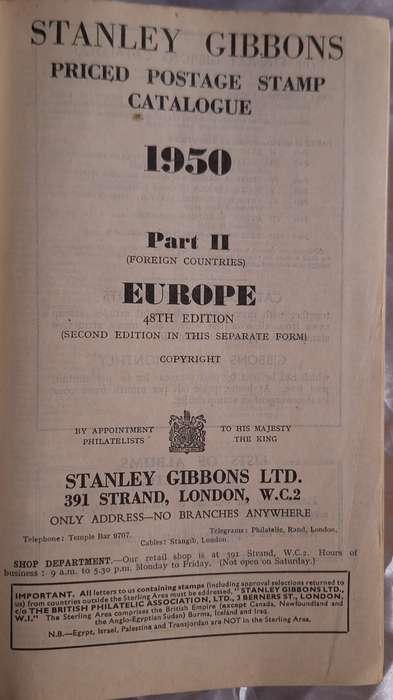 STANLEY GIBBONS
PRICED POSTAGE STAMP
CATALOGUE
1950
Part II
(FOREIGN COUNTRIES)
EUROPE
48TH EDITION
(SECOND EDITION IN THIS SEPARATE FORM)
COPYRIGHT
BY APPOINTMENT TO HIS MAJESTY
PHILATELISTS THE KING
STANLEY GIBBONS LTD.
391 STRAND, LONDON, W.C.2
ONLY ADDRESS—NO BRANCHES ANYWHERE
Telephone: Temple Bar 9707. Telegrams: Philatelic, Rand, London.
Cables: Stangib, London.
SHOP DEPARTMENT.—Our retail shop is at 391 Strand, W.C.2. Hours of
business: 9 a.m. to 5.30 p.m. Monday to Friday. (Not open on Saturday.)
IMPORTANT. All letters to us containing stamps (including approval selections returned to
us) from countries outside the Sterling Area must be addressed, "STANLEY GIBBONS LTD.,
c/o THE BRITISH PHILATELIC ASSOCIATION, LTD., 3 BERNERS ST., LONDON,
W.1." The Sterling Area comprises the British Empire (except Canada, Newfoundland and
the Anglo-Egyptian Sudan) Burma, Iceland and Iraq.
N.B.—Egypt, Israel, Palestine and Transjordan are NOT in the Sterling Area.